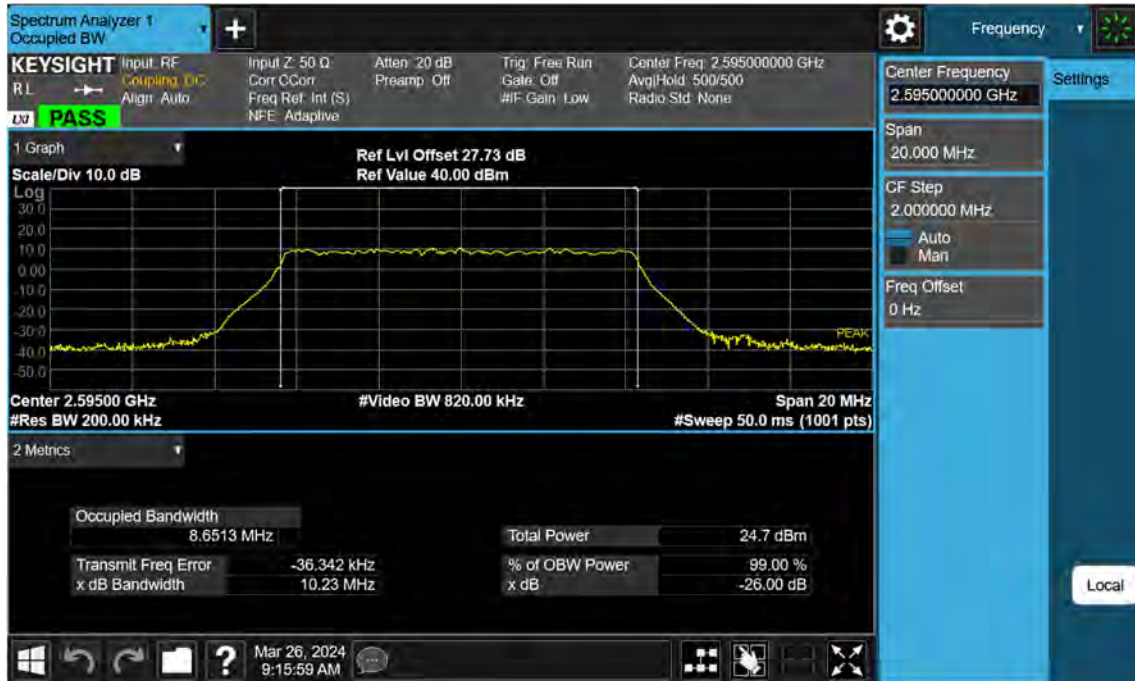 Spectrum Analyzer 1
Occupied BW
+
Frequency
KEYSIGHT
Input: RF
Coupling: DC
Align: Auto
Input Z: 50 Ω
Corr CCorr
Freq Ref: Int (S)
NFE: Adaptive
Atten: 20 dB
Preamp: Off
Trig: Free Run
Gate: Off
#IF Gain: Low
Center Freq: 2.595000000 GHz
Avg|Hold: 500/500
Radio Std: None
R L
LXI
PASS
Center Frequency
2.595000000 GHz
Settings
Span
20.000 MHz
CF Step
2.000000 MHz
Auto
Man
Freq Offset
0 Hz
1 Graph
Scale/Div 10.0 dB
Ref Lvl Offset 27.73 dB
Ref Value 40.00 dBm
Log
30.0
20.0
10.0
0.00
-10.0
-20.0
-30.0
-40.0
-50.0
PEAK
Center 2.59500 GHz
#Video BW 820.00 kHz
Span 20 MHz
#Res BW 200.00 kHz
#Sweep 50.0 ms (1001 pts)
2 Metrics
Occupied Bandwidth
8.6513 MHz
Total Power
24.7 dBm
Transmit Freq Error
-36.342 kHz
% of OBW Power
99.00 %
x dB Bandwidth
10.23 MHz
x dB
-26.00 dB
Local
?
Mar 26, 2024
9:15:59 AM